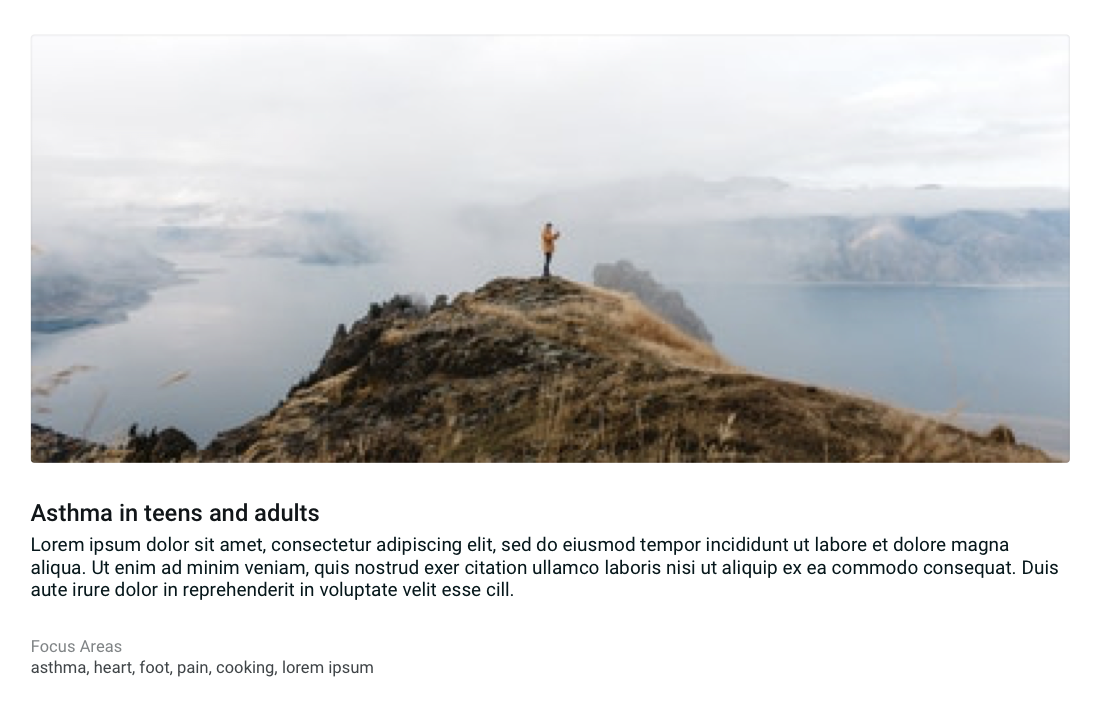 Asthma in teens and adults
Lorem ipsum dolor sit amet, consectetur adipiscing elit, sed do eiusmod tempor incididunt ut labore et dolore magna
aliqua. Ut enim ad minim veniam, quis nostrud exer citation ullamco laboris nisi ut aliquip ex ea commodo consequat. Duis
aute irure dolor in reprehenderit in voluptate velit esse cill.
Focus Areas
asthma, heart, foot, pain, cooking, lorem ipsum